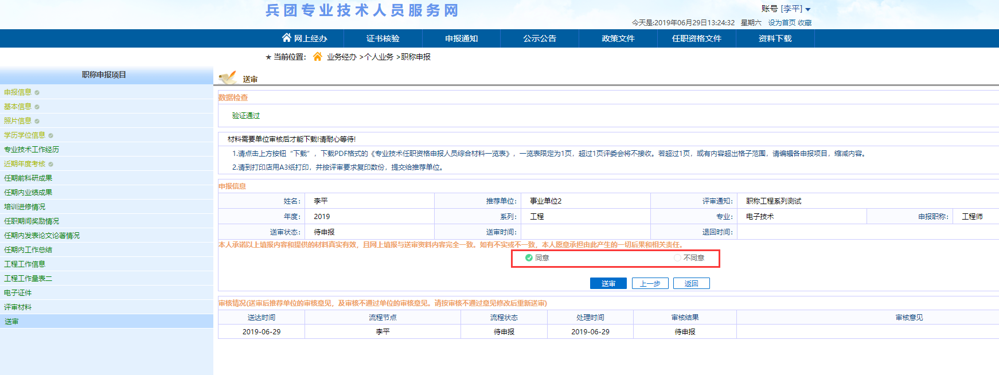 兵团专业技术人员服务网
账号 [李平]
今天是:2019年06月29日13:24:32 星期六 设为首页 收藏
网上经办 证书核验 申报通知 公示公告 政策文件 任职资格文件 资料下载
★ 当前位置： 业务经办 >个人业务 >职称申报
职称申报项目
申报信息
基本信息
照片信息
学历学位信息
专业技术工作经历
近期年度考核
任期前科研成果
任期内业绩成果
培训进修情况
任职期间奖励情况
任期内发表论文论著情况
任期内工作总结
工程工作信息
工程工作量表二
电子证件
评审材料
送审
送审
数据检查
验证通过
材料需要单位审核后才能下载!请耐心等待!
1.请点击上方按钮“下载”，下载PDF格式的《专业技术任职资格申报人员综合材料一览表》，一览表限定为1页，超过1页评委会将不接收。若超过1页，或有内容超出格子范围，请编辑各申报项目，缩减内容。
2.请到打印店用A3纸打印，并按评审要求复印数份，提交给推荐单位。
申报信息
姓名: 李平 推荐单位: 事业单位2 评审通知: 职称工程系列测试
年度: 2019 系列: 工程 专业: 电子技术 申报职称: 工程师
送审状态: 待申报 送审时间: 退回时间:
本人承诺以上填报内容和提供的材料真实有效，且网上填报与送审资料内容完全一致。如有不实或不一致，本人愿意承担由此产生的一切后果和相关责任。
同意 不同意
送审 上一步 返回
审核情况(送审后推荐单位的审核意见，及审核不通过单位的审核意见。请按审核不通过意见修改后重新送审)
送达时间 流程节点 流程状态 处理时间 审核结果 审核意见
2019-06-29 李平 待申报 2019-06-29 待申报